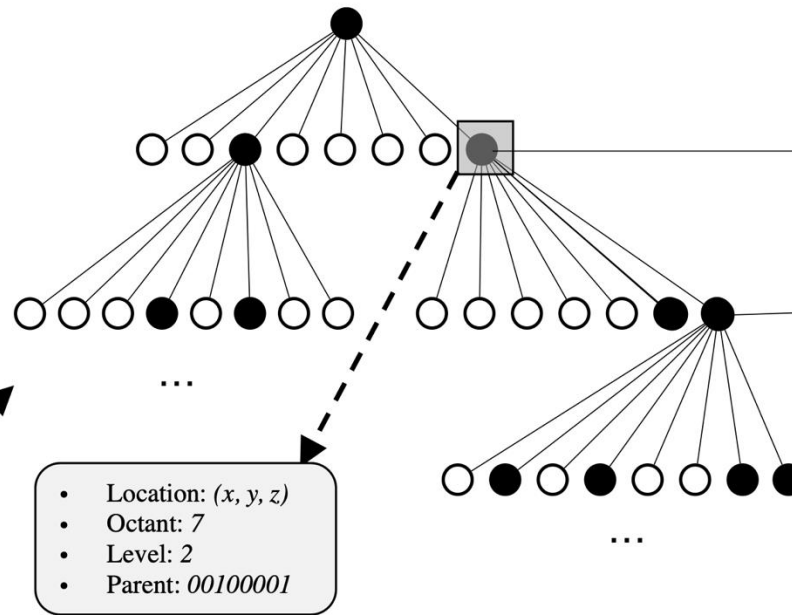 ...
• Location: (x, y, z)
• Octant: 7
• Level: 2
• Parent: 00100001
...